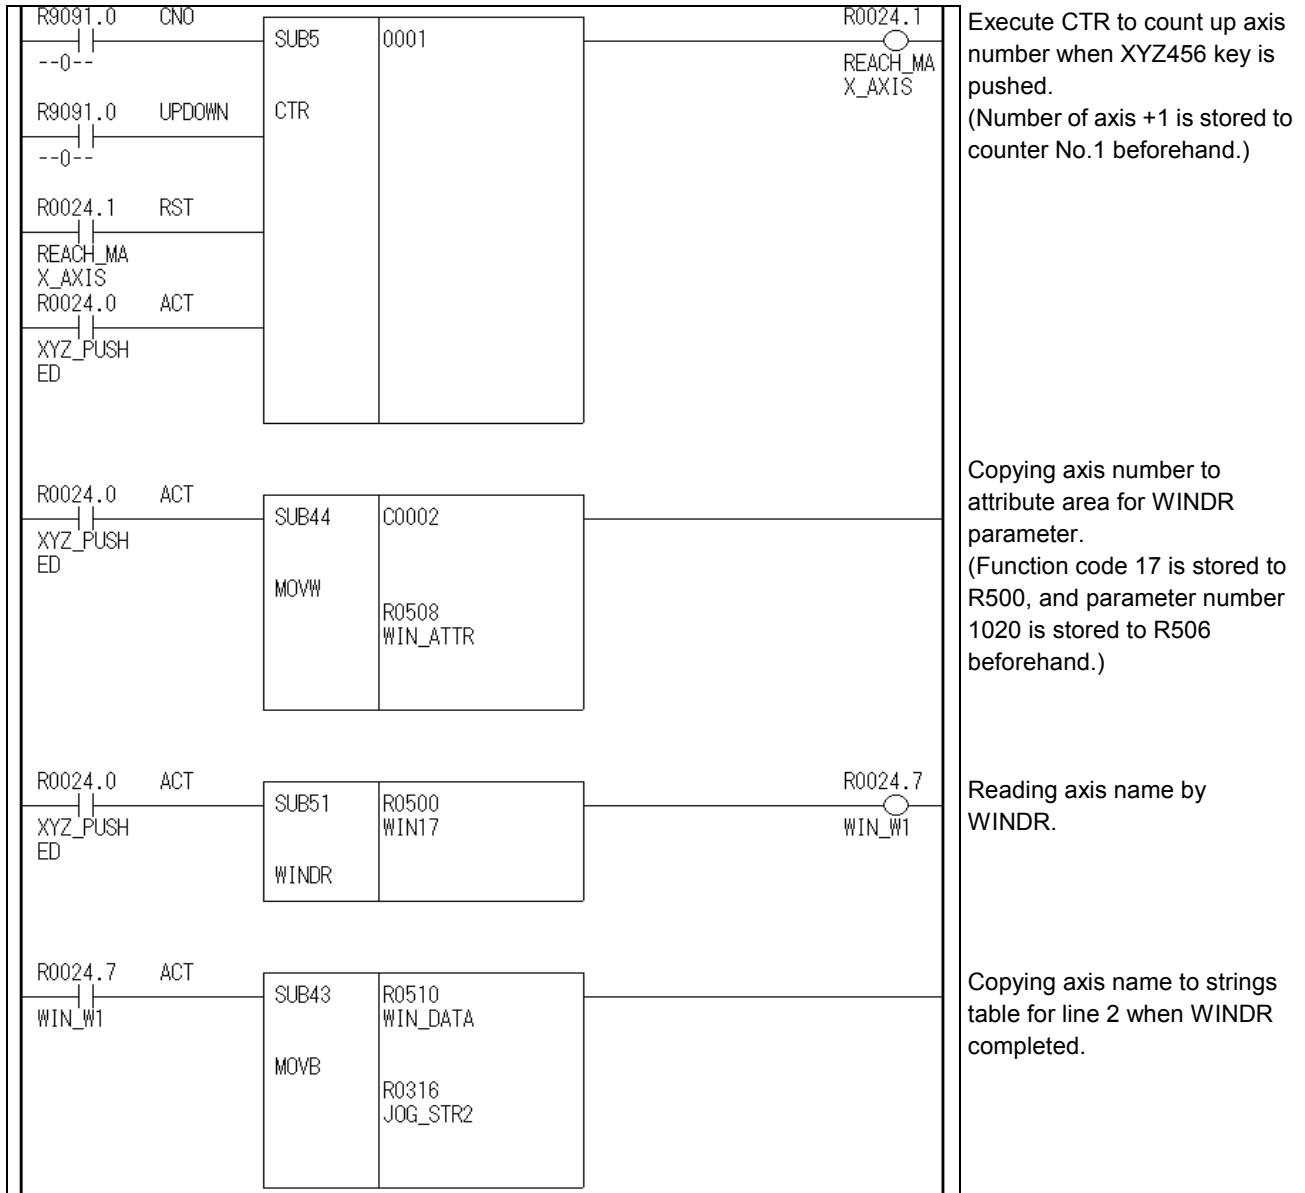 R9091.0 CNO
SUB5 0001
R0024.1
--0--
REACH_MA
X_AXIS
R9091.0 UPDOWN
CTR
--0--
R0024.1 RST
REACH_MA
X_AXIS
R0024.0 ACT
XYZ_PUSH
ED
Execute CTR to count up axis
number when XYZ456 key is
pushed.
(Number of axis +1 is stored to
counter No.1 beforehand.)
R0024.0 ACT
SUB44 C0002
XYZ_PUSH
ED
MOVW
R0508
WIN_ATTR
Copying axis number to
attribute area for WINDR
parameter.
(Function code 17 is stored to
R500, and parameter number
1020 is stored to R506
beforehand.)
R0024.0 ACT
SUB51 R0500
WIN17
R0024.7
XYZ_PUSH
ED
WIN_W1
WINDR
Reading axis name by
WINDR.
R0024.7 ACT
SUB43 R0510
WIN_DATA
WIN_W1
MOVB
R0316
JOG_STR2
Copying axis name to strings
table for line 2 when WINDR
completed.